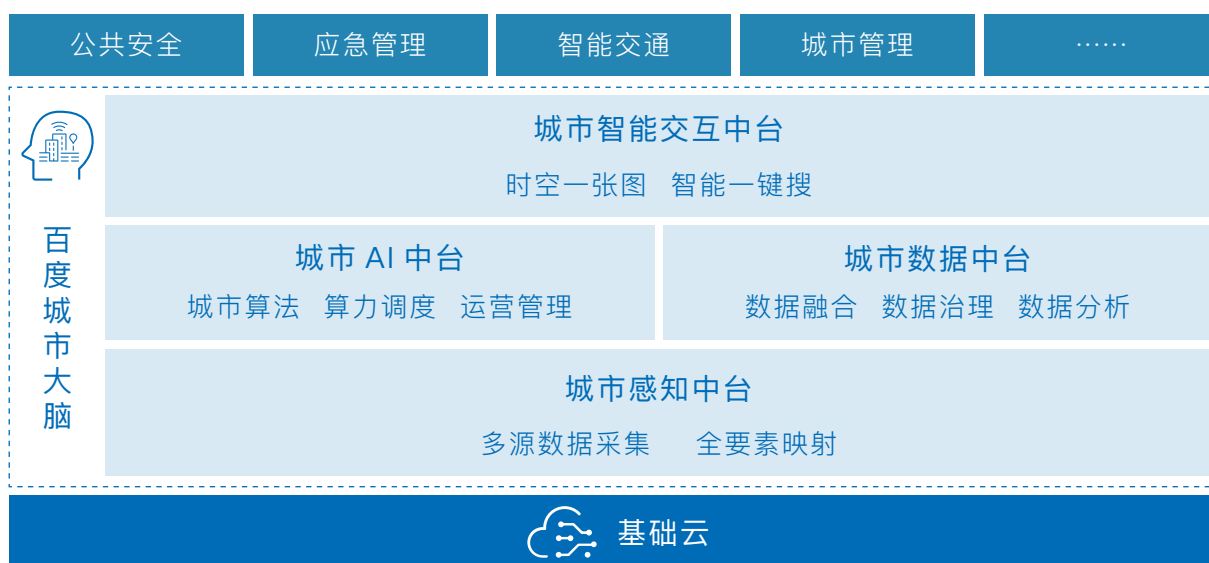 公共安全 应急管理 智能交通 城市管理 ……
城市智能交互中台
时空一张图 智能一键搜
百度城市大脑
城市 AI 中台
城市算法 算力调度 运营管理
城市数据中台
数据融合 数据治理 数据分析
城市感知中台
多源数据采集 全要素映射
基础云